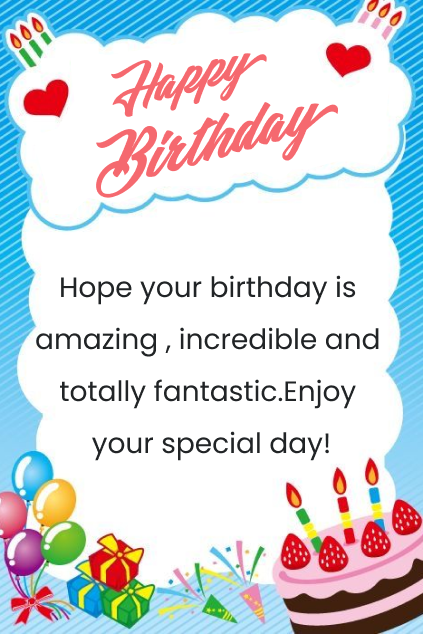 Happy
Birthday
Hope your birthday is
amazing , incredible and
totally fantastic.Enjoy
your special day!